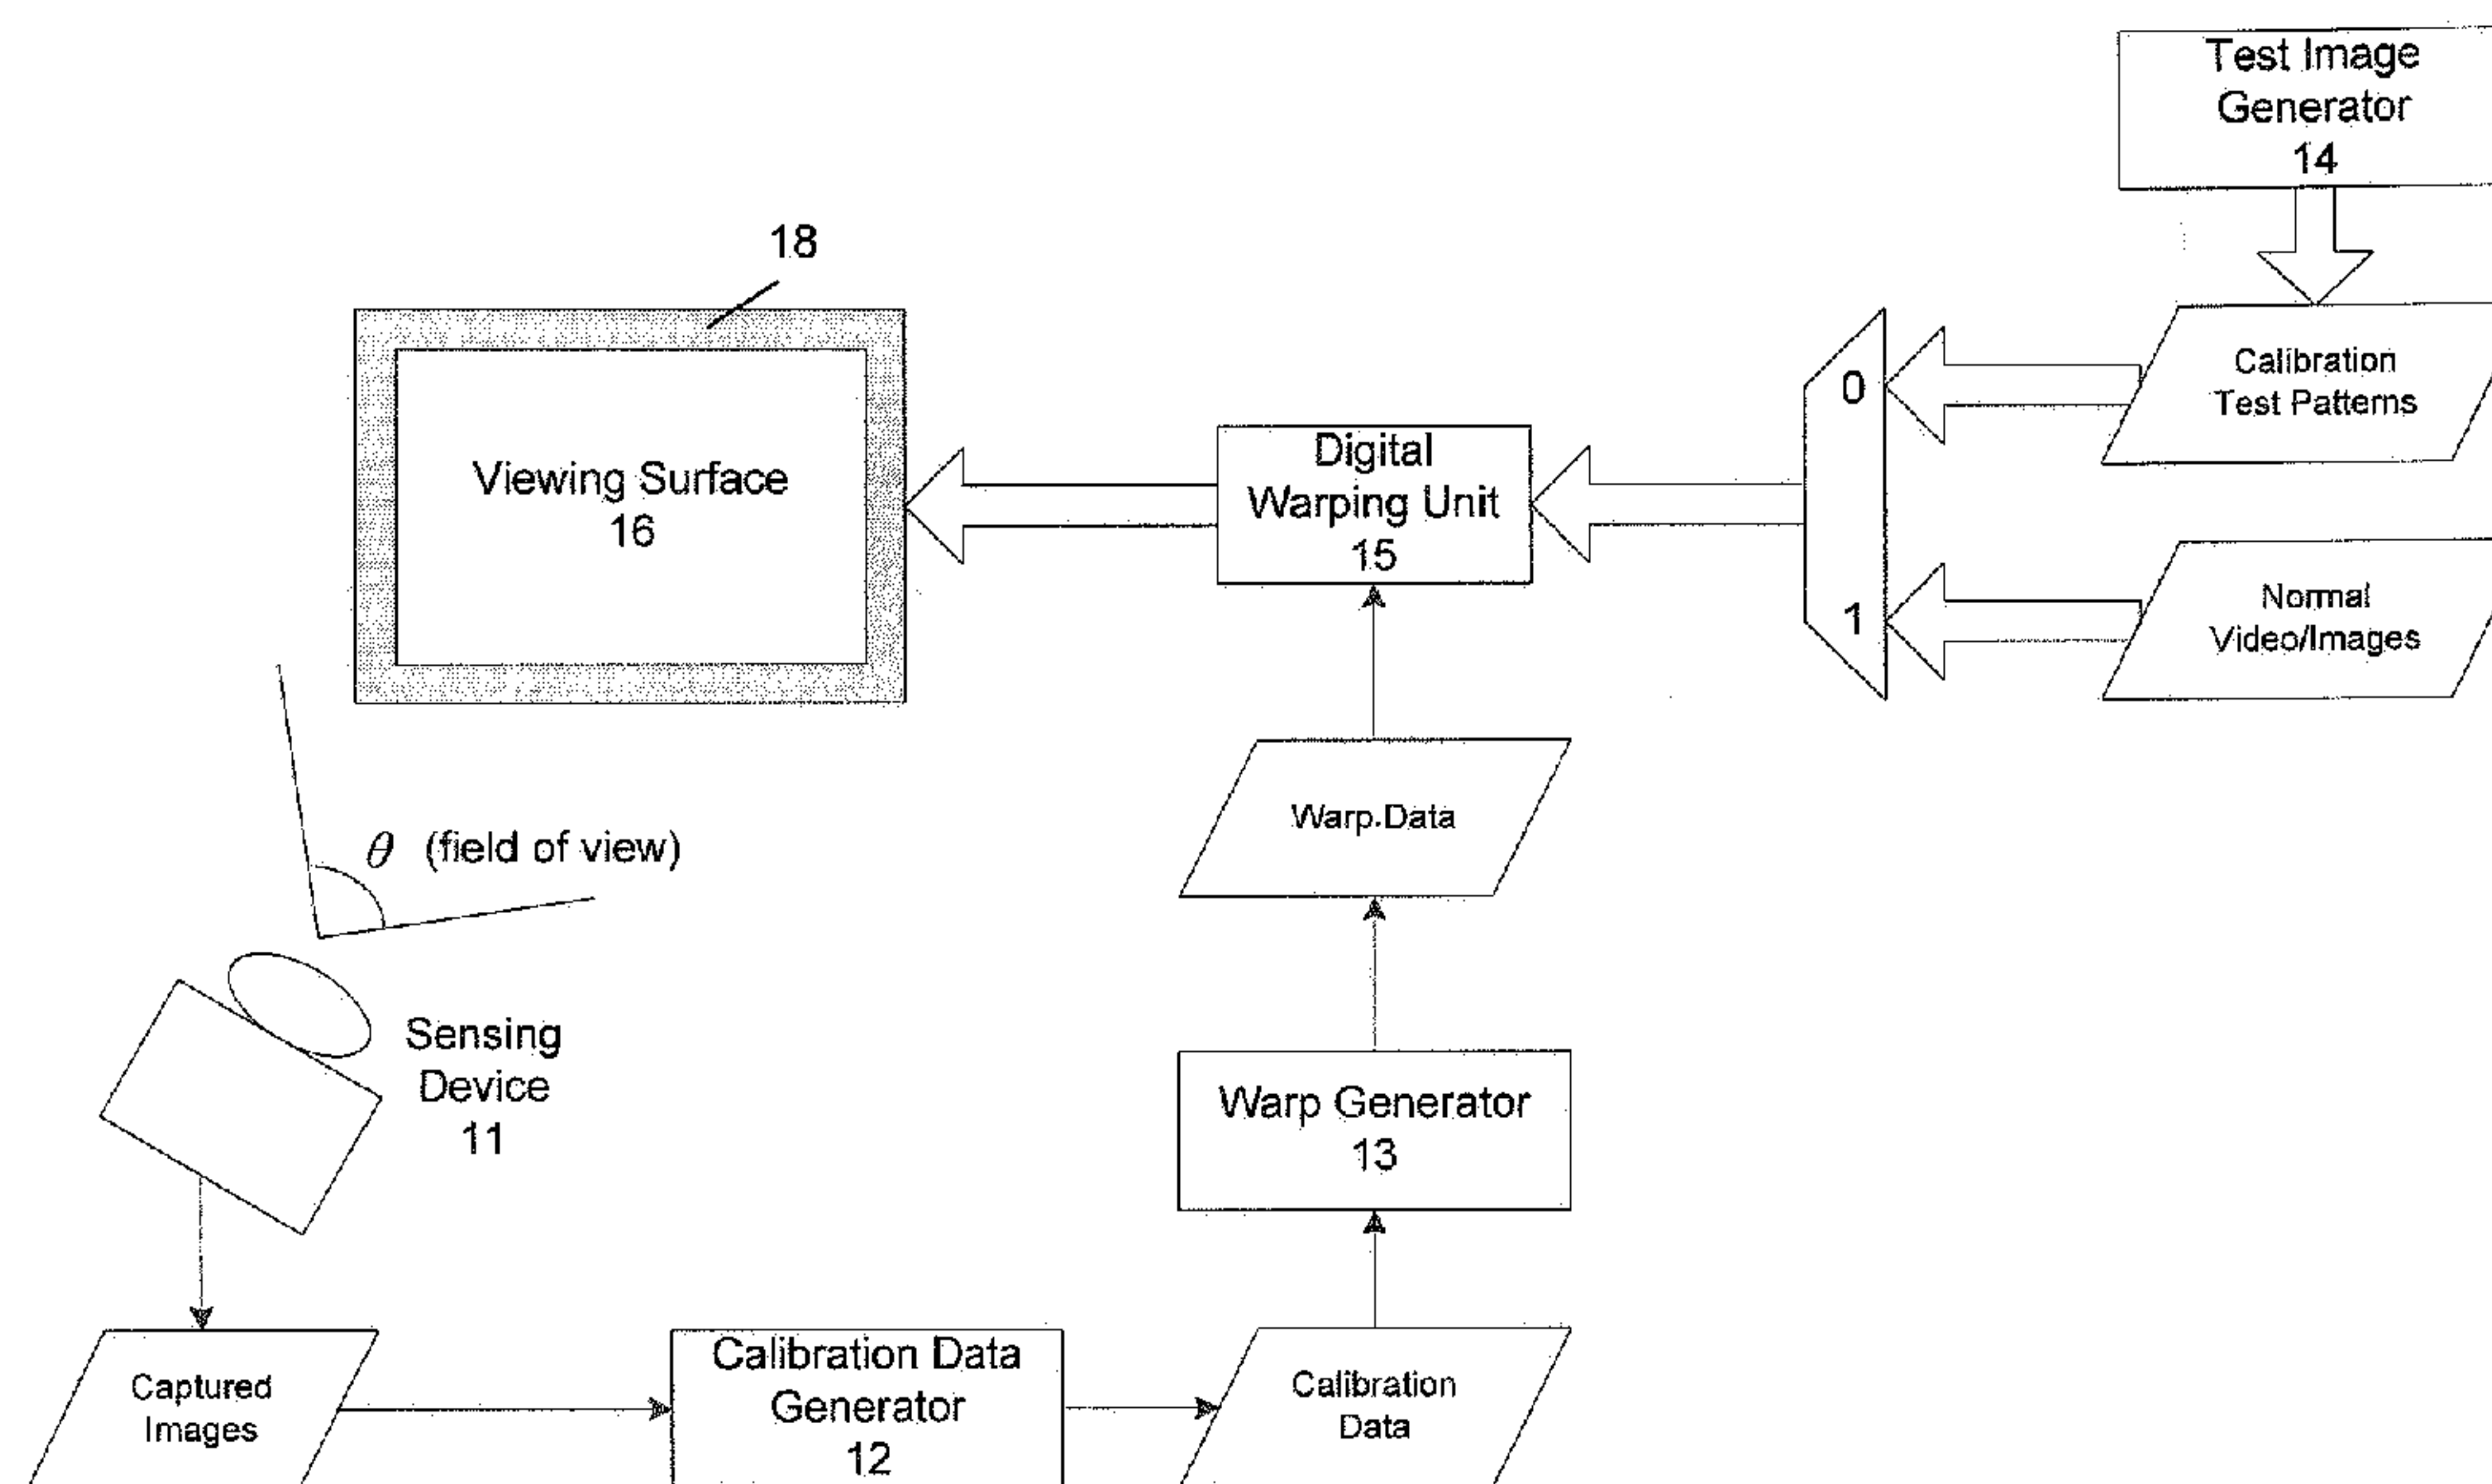 Test Image
Generator
14
18
Calibration
Test Patterns
0
Digital
Warping Unit
15
Viewing Surface
16
Normal
Video/Images
1
Warp Data
θ (field of view)
Sensing
Device
11
Warp Generator
13
Captured
Images
Calibration Data
Generator
12
Calibration
Data